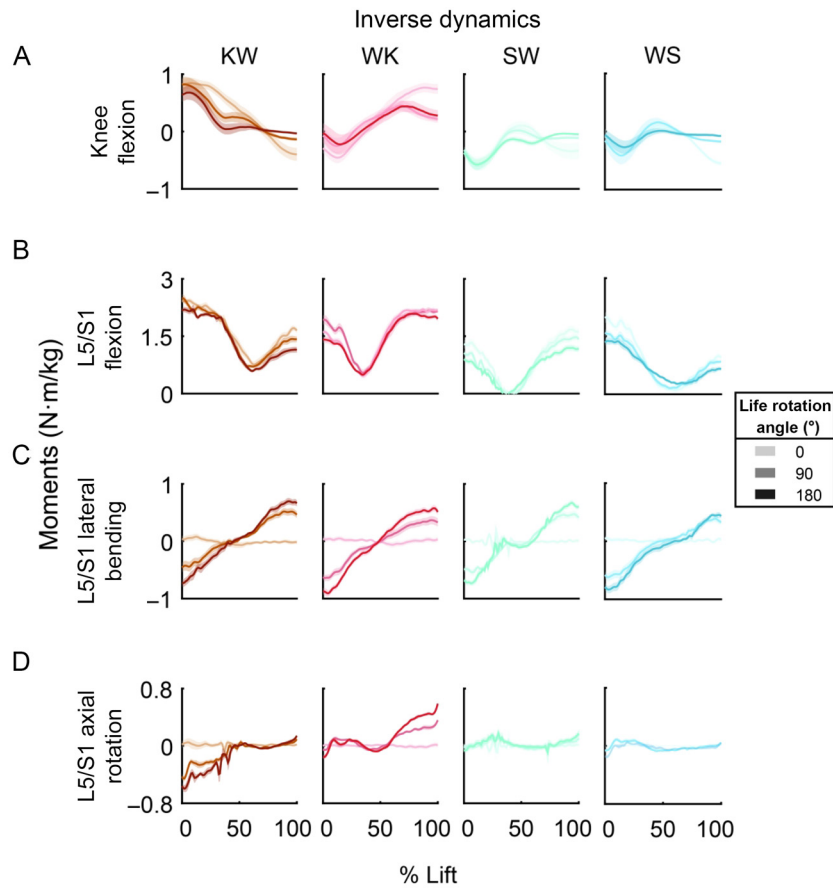 Inverse dynamics
KW WK SW WS
A
Knee
flexion
1
0
−1
B
L5/S1
flexion
3
1.5
0
Moments (N·m/kg)
C
L5/S1 lateral
bending
1
0
−1
D
L5/S1 axial
rotation
0.8
0
−0.8
0 50 100 0 50 100 0 50 100 0 50 100
% Lift
Life rotation
angle (°)
0
90
180